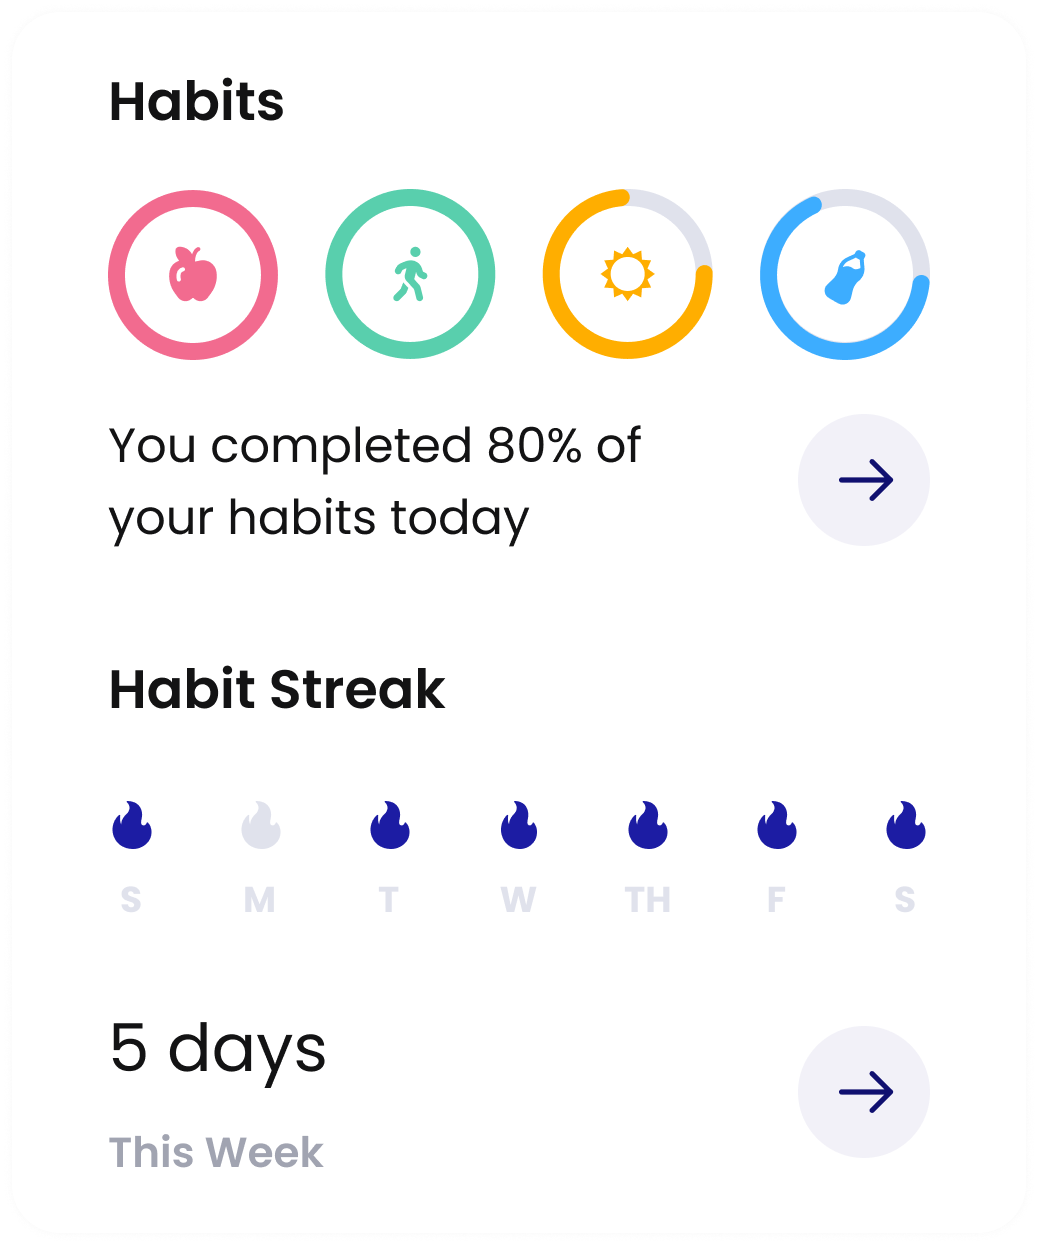 Habits
You completed 80% of
your habits today
Habit Streak
S M T W TH F S
5 days
This Week